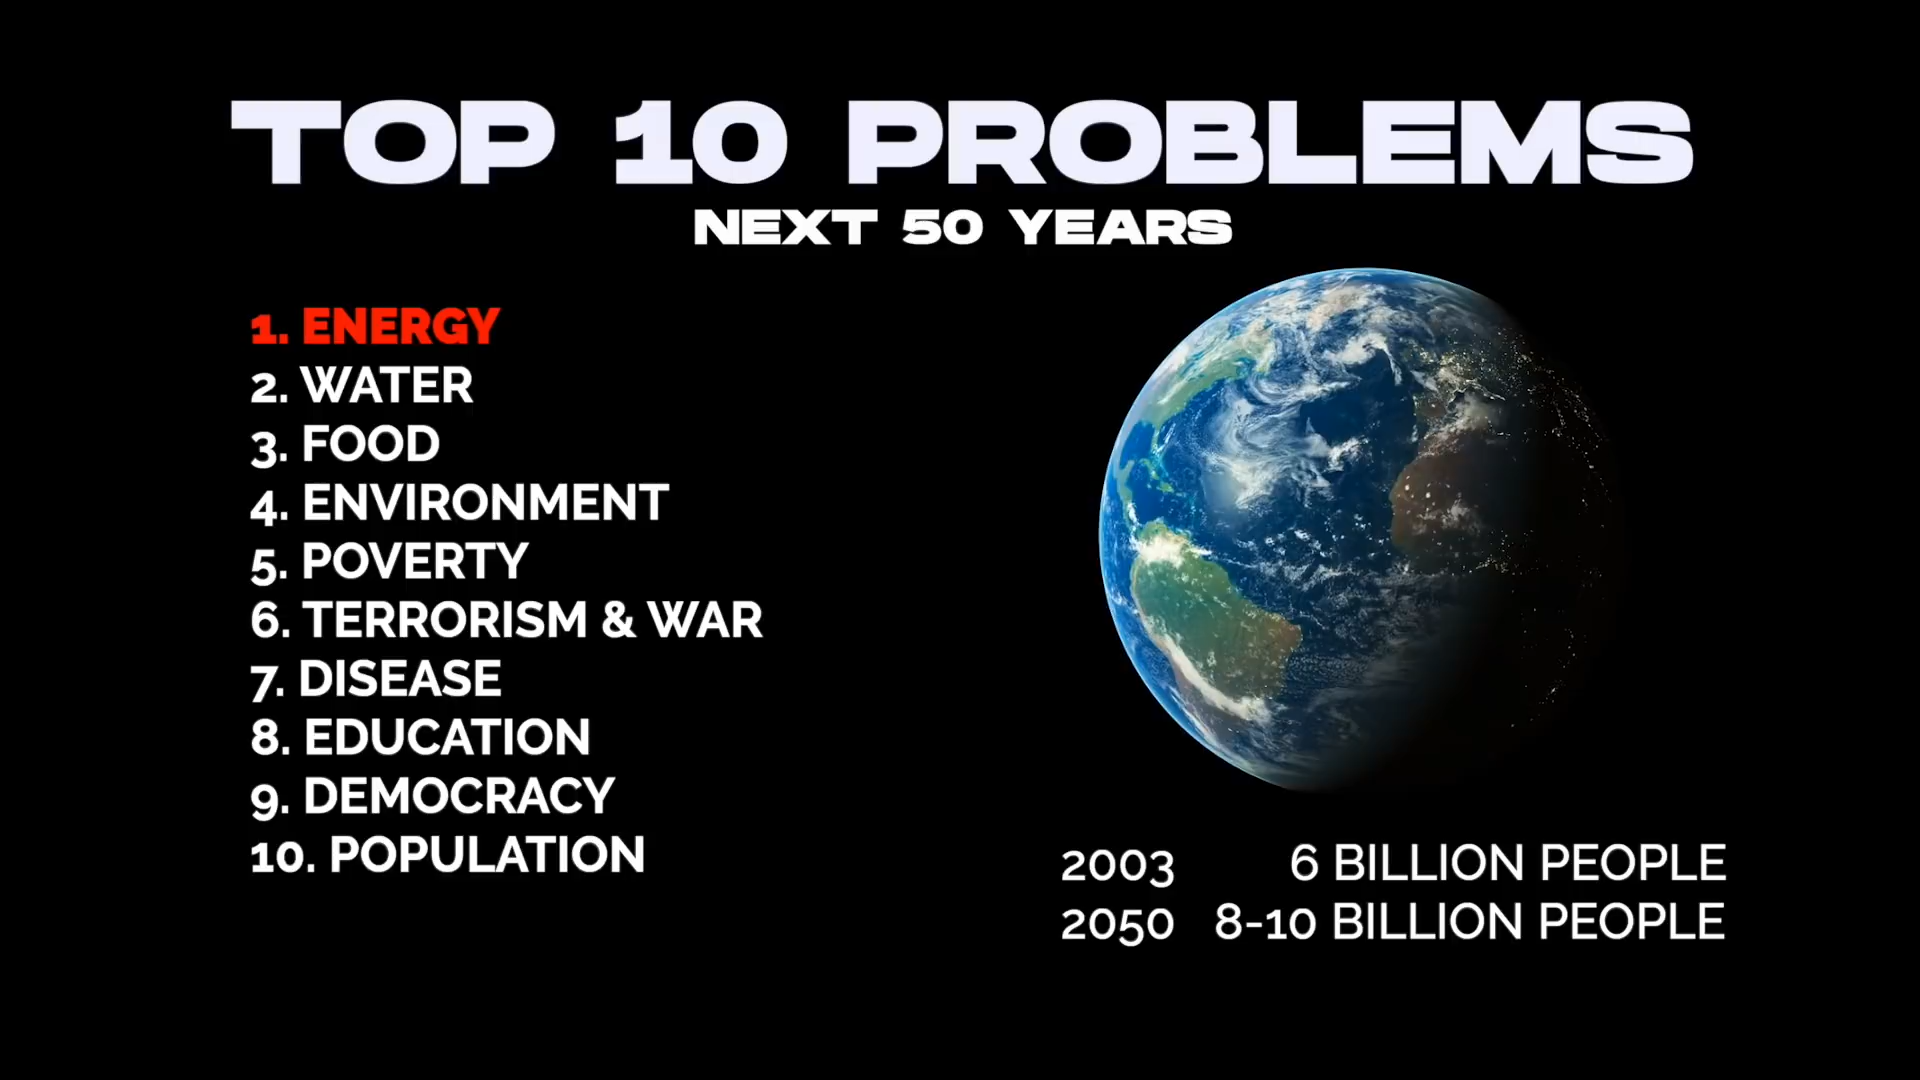 TOP 10 PROBLEMS
NEXT 50 YEARS
1. ENERGY
2. WATER
3. FOOD
4. ENVIRONMENT
5. POVERTY
6. TERRORISM & WAR
7. DISEASE
8. EDUCATION
9. DEMOCRACY
10. POPULATION
2003 6 BILLION PEOPLE
2050 8-10 BILLION PEOPLE